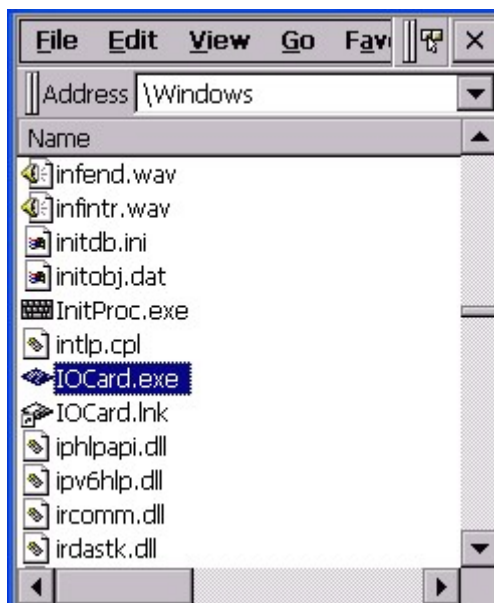 File Edit View Go Fav
Address \Windows
Name
infend.wav
infintr.wav
initdb.ini
initobj.dat
InitProc.exe
intlp.cpl
IOCard.exe
IOCard.lnk
iphlpapi.dll
ipv6hlp.dll
ircomm.dll
irdastk.dll